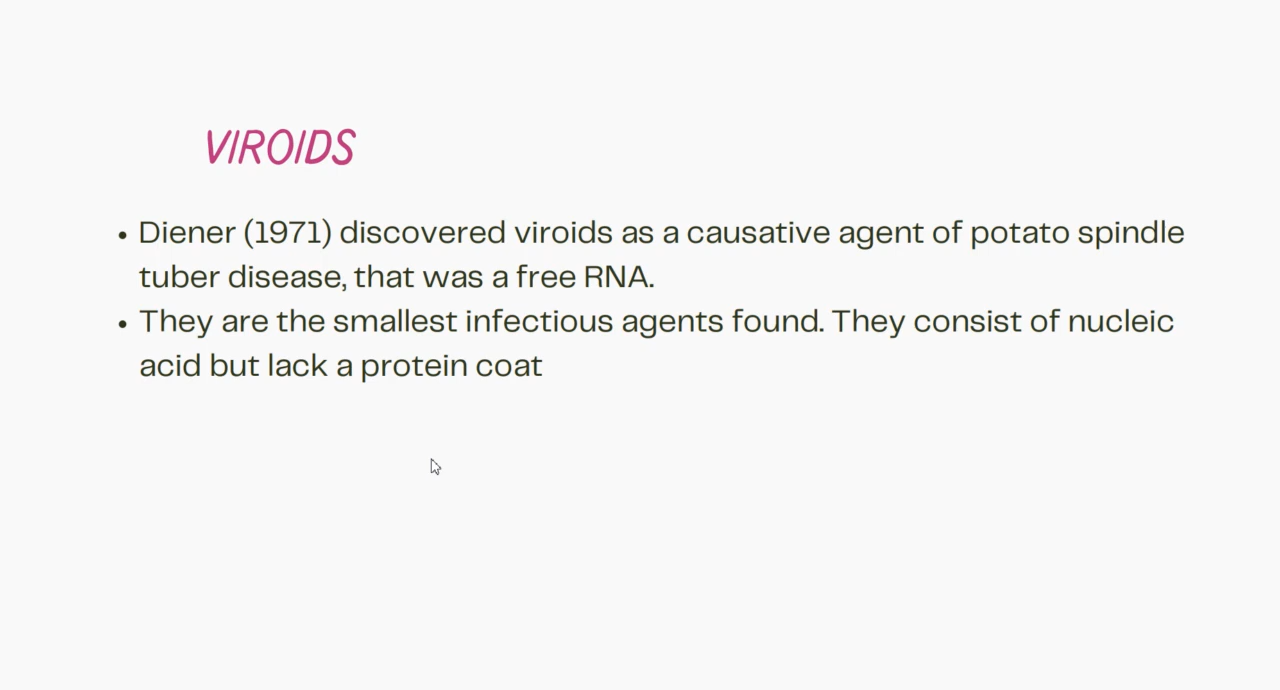 VIROIDS
• Diener (1971) discovered viroids as a causative agent of potato spindle
tuber disease, that was a free RNA.
• They are the smallest infectious agents found. They consist of nucleic
acid but lack a protein coat